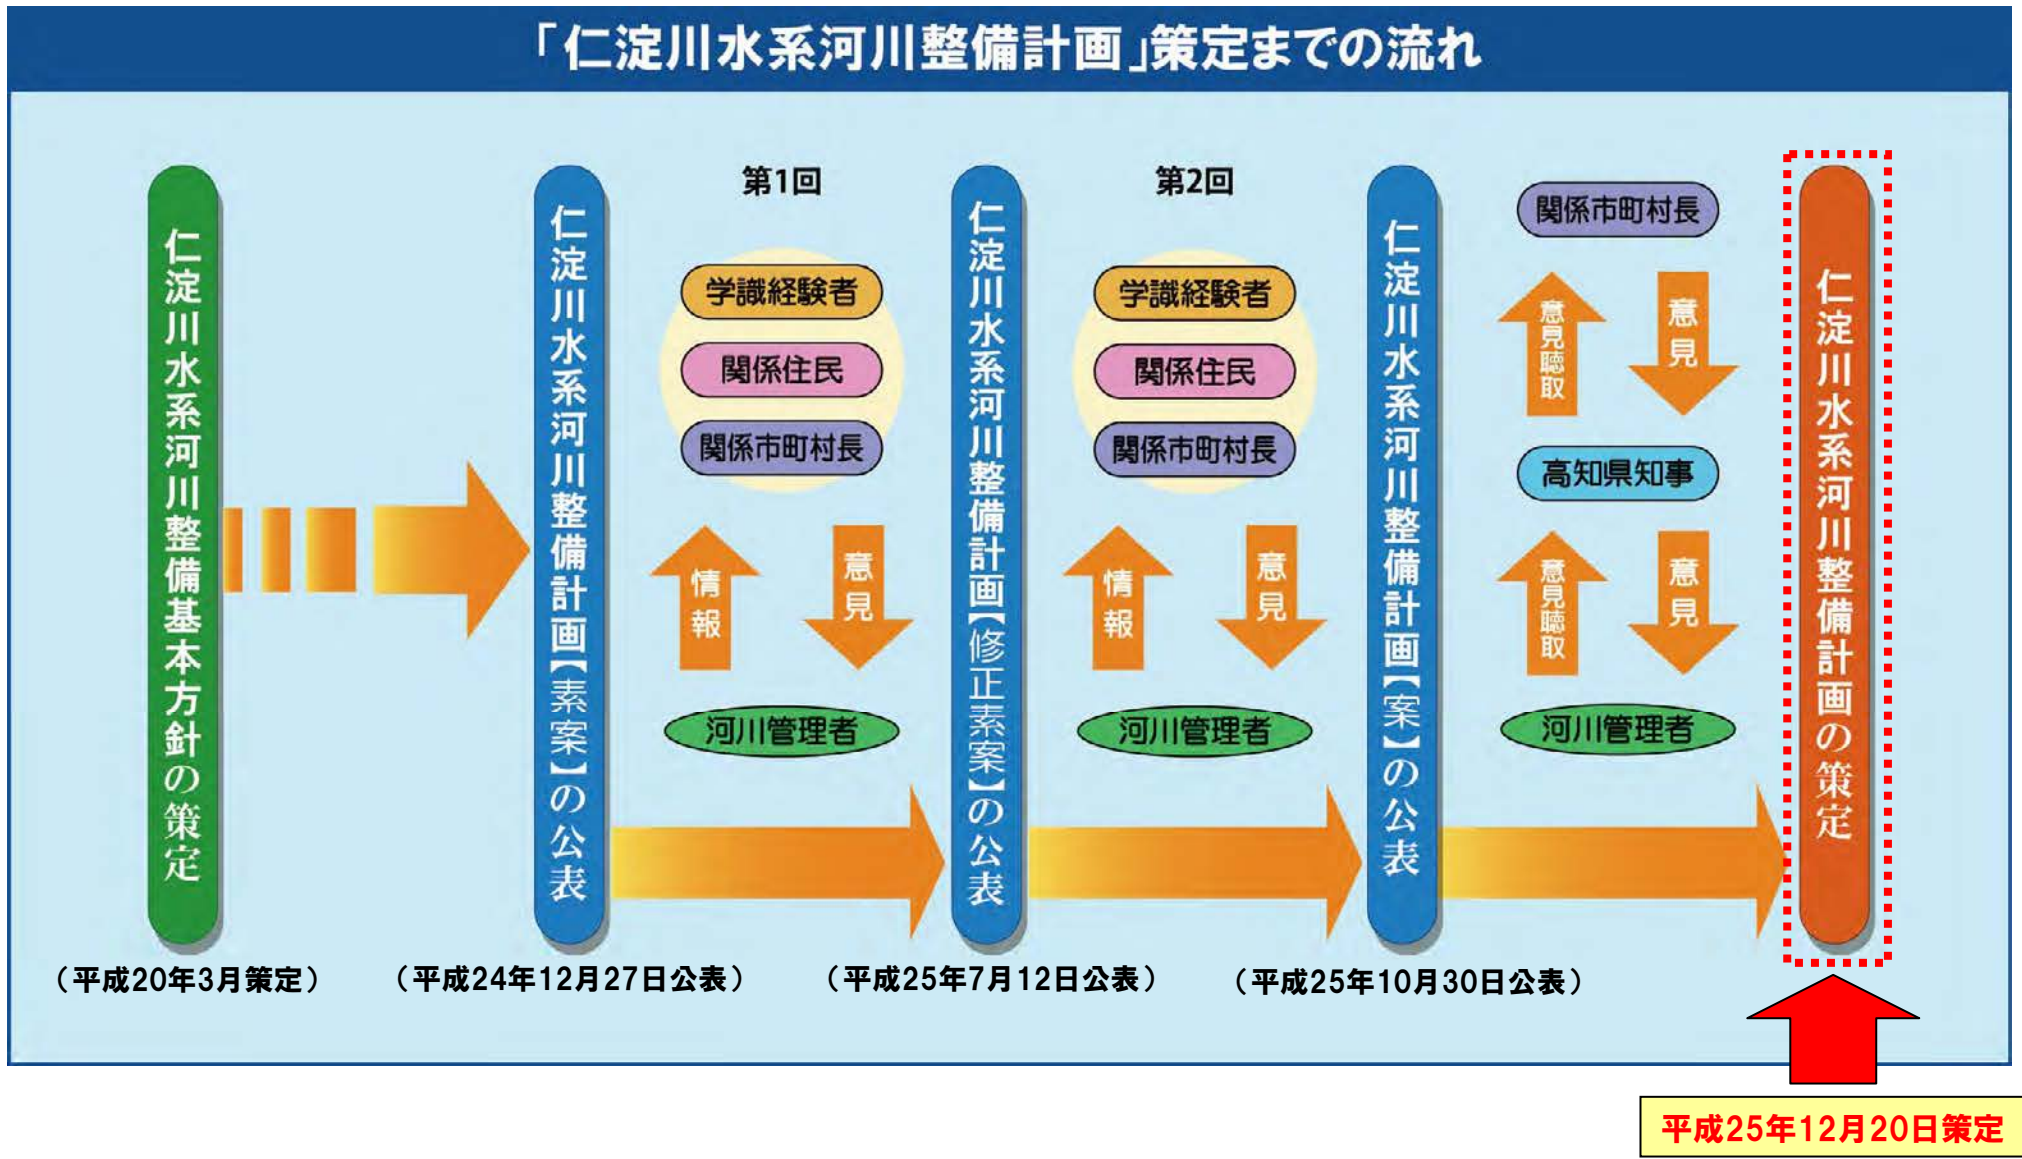 「仁淀川水系河川整備計画」策定までの流れ
仁淀川水系河川整備基本方針の策定
（平成20年3月策定）
仁淀川水系河川整備計画【素案】の公表
（平成24年12月27日公表）
第1回
学識経験者
関係住民
関係市町村長
情報
意見
河川管理者
仁淀川水系河川整備計画【修正素案】の公表
（平成25年7月12日公表）
第2回
学識経験者
関係住民
関係市町村長
情報
意見
河川管理者
仁淀川水系河川整備計画【案】の公表
（平成25年10月30日公表）
関係市町村長
意見聴取
意見
高知県知事
意見聴取
意見
河川管理者
仁淀川水系河川整備計画の策定
平成25年12月20日策定